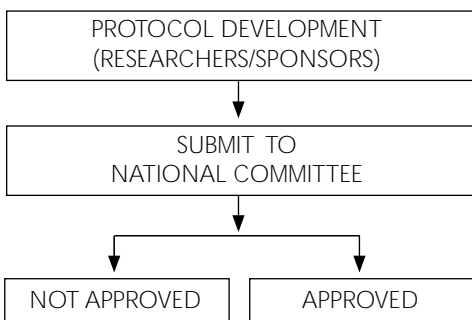 PROTOCOL DEVELOPMENT
(RESEARCHERS/SPONSORS)
SUBMIT TO
NATIONAL COMMITTEE
NOT APPROVED
APPROVED